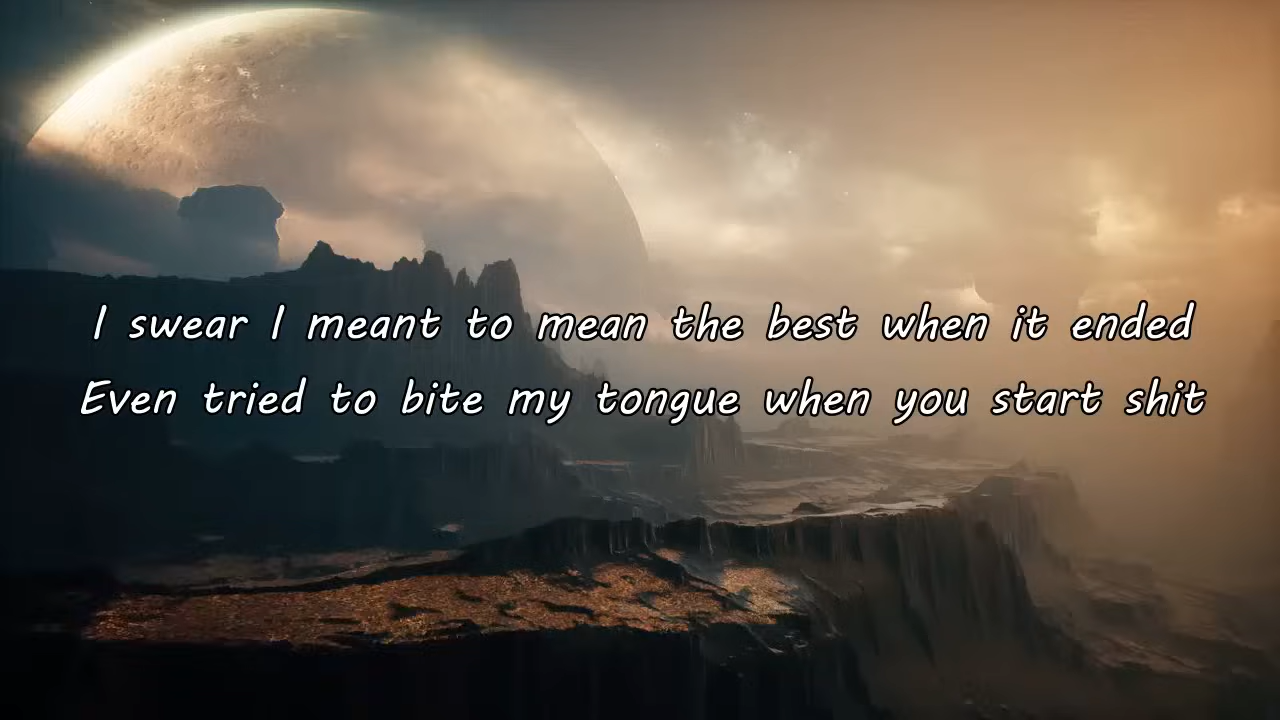 I swear I meant to mean the best when it ended
Even tried to bite my tongue when you start shit